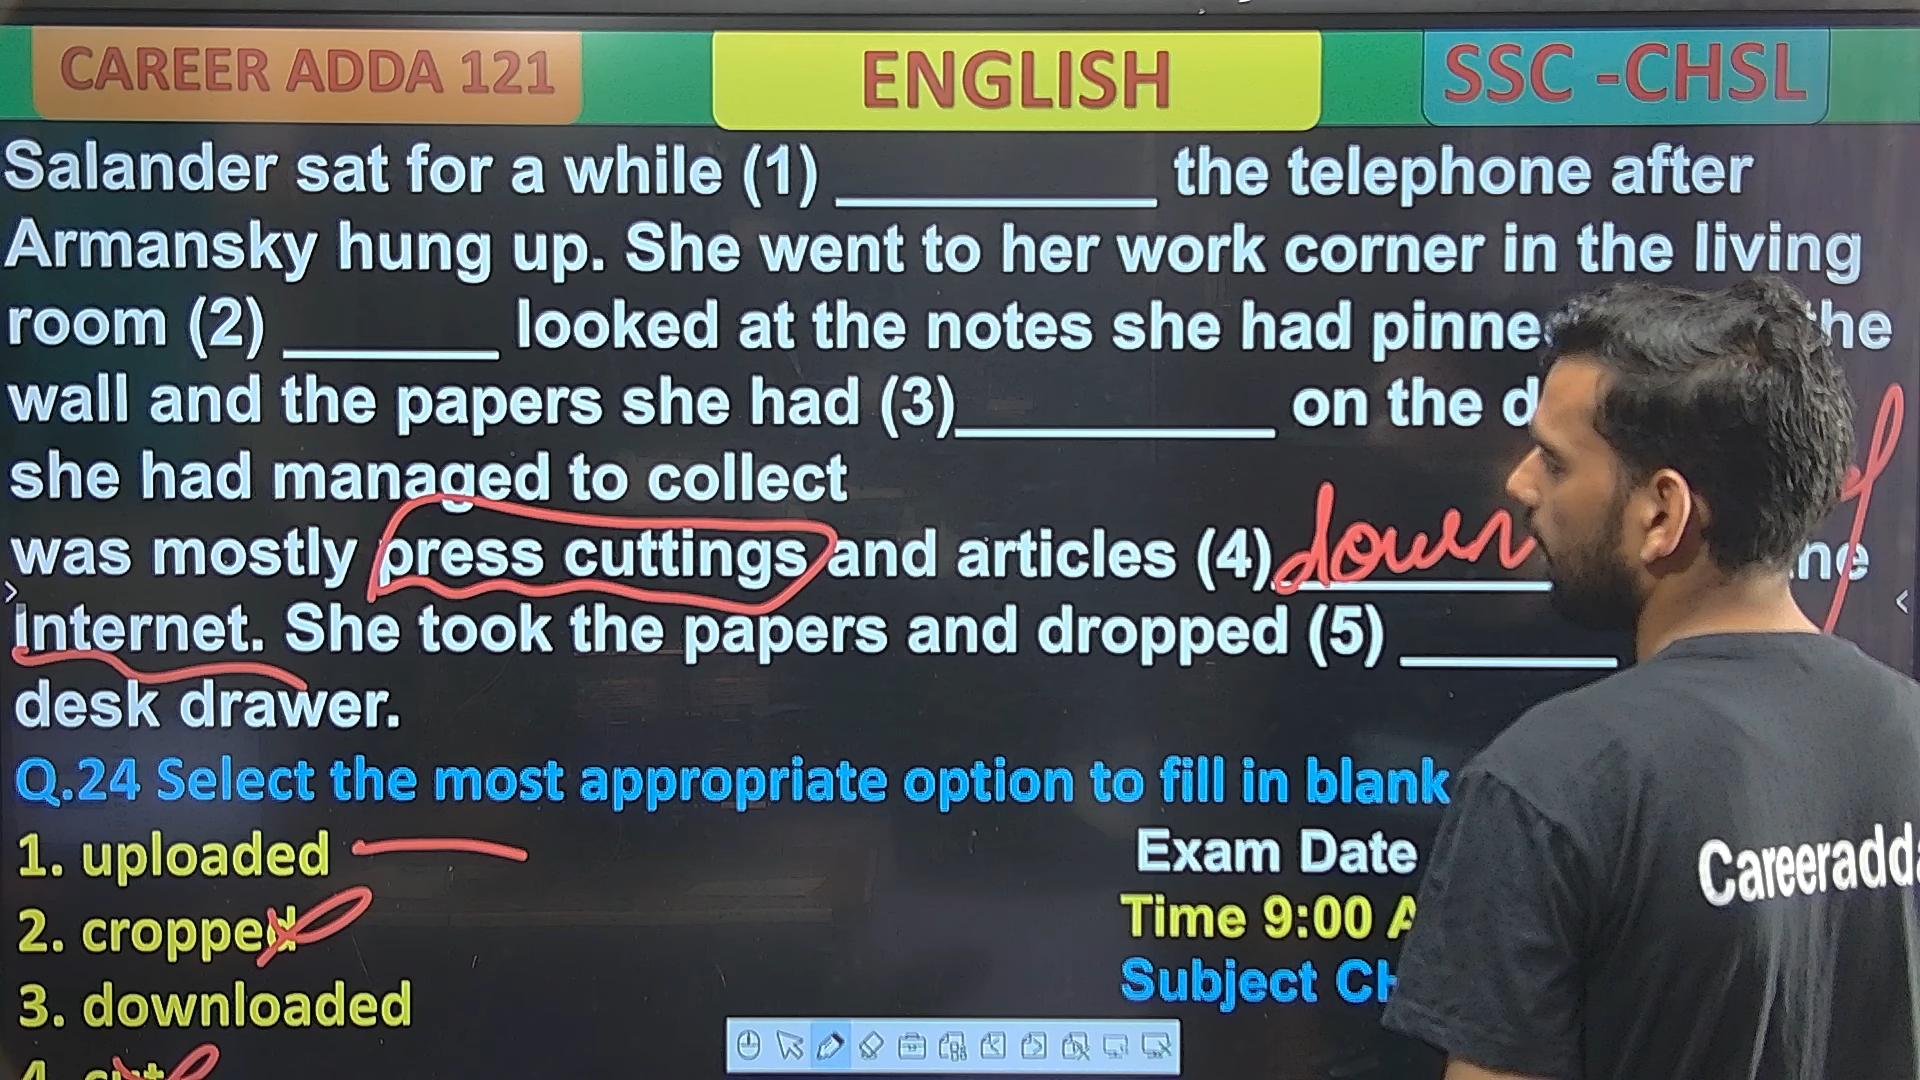 CAREER ADDA 121
ENGLISH
SSC -CHSL
Salander sat for a while (1) __________ the telephone after
Armansky hung up. She went to her work corner in the living
room (2) _______ looked at the notes she had
wall and the papers she had (3)__________ on the
she had managed to collect
was mostly press cuttings and articles (4)
internet. She took the papers and dropped (5) _______
desk drawer.
Q.24 Select the most appropriate option to fill in blank
1. uploaded
2. cropped
3. downloaded
4. cut
Exam Date
Time 9:00
Subject